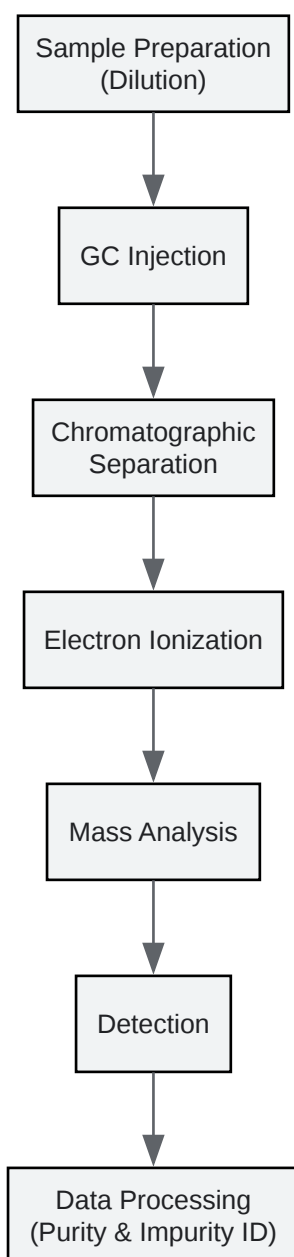 Sample Preparation
(Dilution)
GC Injection
Chromatographic
Separation
Electron Ionization
Mass Analysis
Detection
Data Processing
(Purity & Impurity ID)